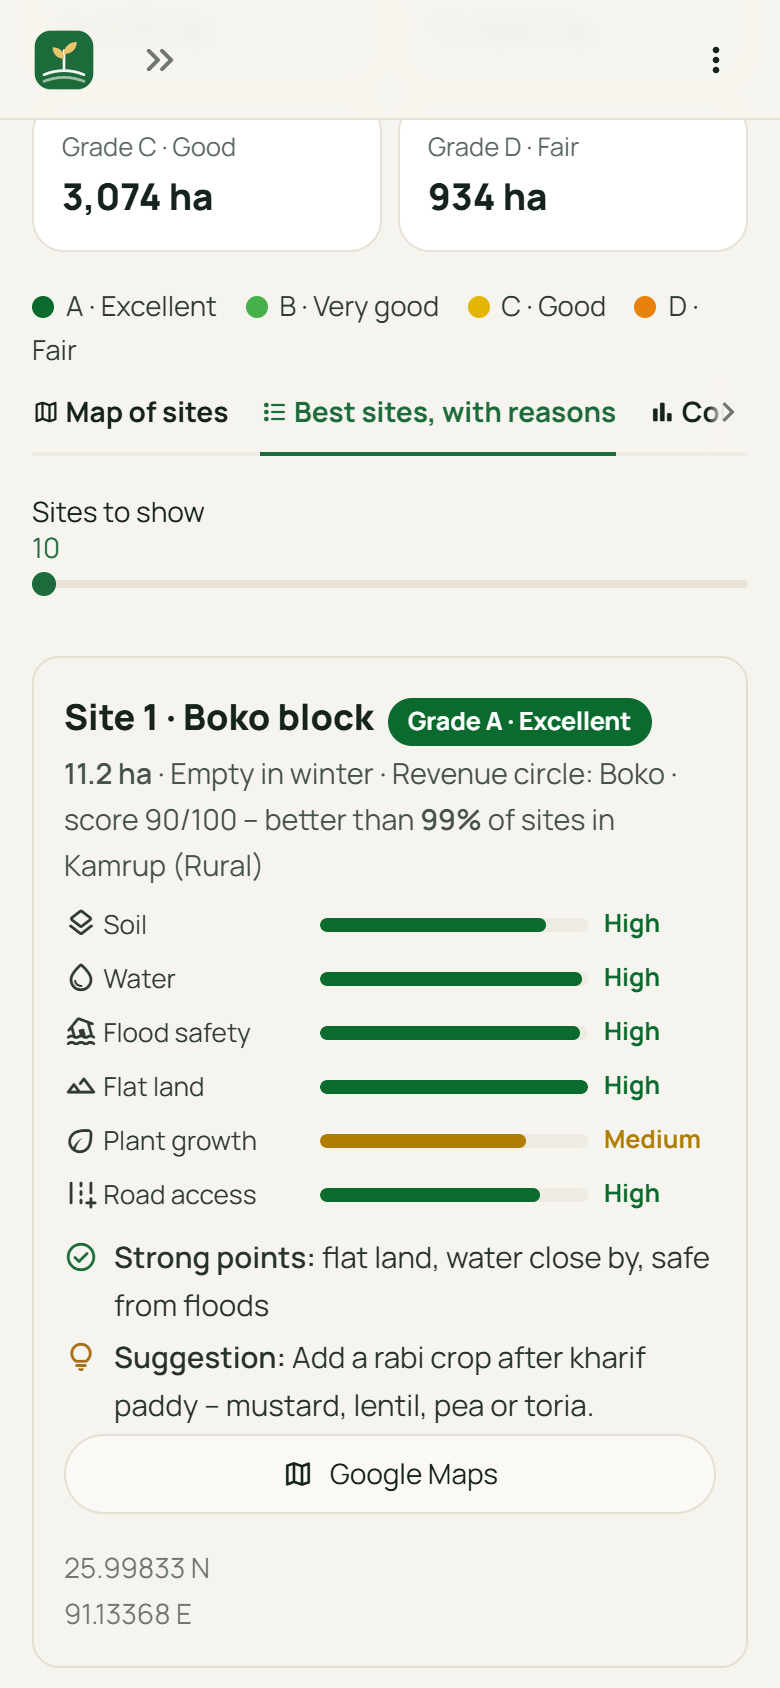 Grade C · Good
3,074 ha
Grade D · Fair
934 ha
A · Excellent B · Very good C · Good D ·
Fair
Map of sites Best sites, with reasons Co
Sites to show
10
Site 1 · Boko block Grade A · Excellent
11.2 ha · Empty in winter · Revenue circle: Boko ·
score 90/100 – better than 99% of sites in
Kamrup (Rural)
Soil High
Water High
Flood safety High
Flat land High
Plant growth Medium
Road access High
Strong points: flat land, water close by, safe
from floods
Suggestion: Add a rabi crop after kharif
paddy – mustard, lentil, pea or toria.
Google Maps
25.99833 N
91.13368 E